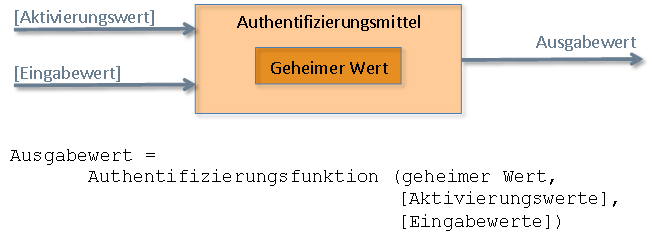 [Aktivierungswert]
Authentifizierungsmittel
Ausgabewert
Geheimer Wert
[Eingabewert]
Ausgabewert =
Authentifizierungsfunktion (geheimer Wert,
[Aktivierungswerte],
[Eingabewerte])